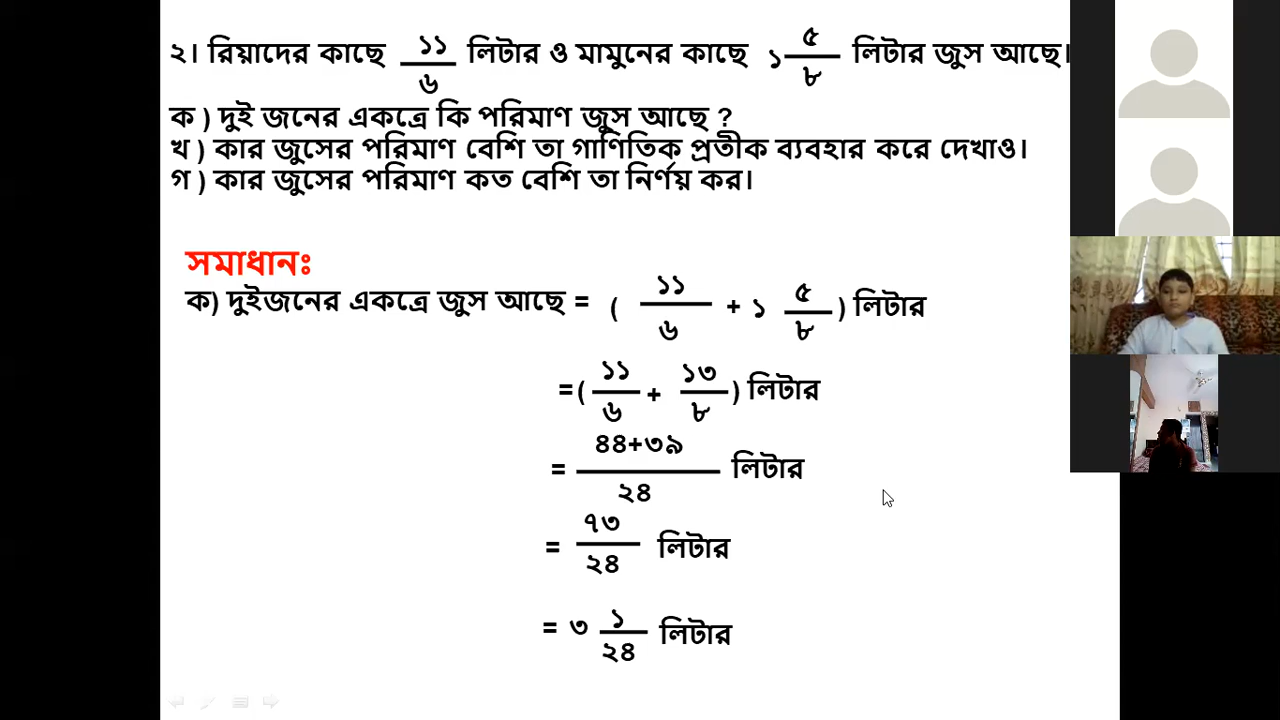 ২। রিয়াদের কাছে ১১/৬ লিটার ও মামুনের কাছে ১ ৫/৮ লিটার জুস আছে।
ক ) দুই জনের একত্রে কি পরিমাণ জুস আছে ?
খ ) কার জুসের পরিমাণ বেশি তা গাণিতিক প্রতীক ব্যবহার করে দেখাও।
গ ) কার জুসের পরিমাণ কত বেশি তা নির্ণয় কর।
সমাধানঃ
ক) দুইজনের একত্রে জুস আছে = ( ১১/৬ + ১ ৫/৮ ) লিটার
=( ১১/৬ + ১৩/৮ ) লিটার
= ৪৪+৩৯/২৪ লিটার
= ৭৩/২৪ লিটার
= ৩ ১/২৪ লিটার